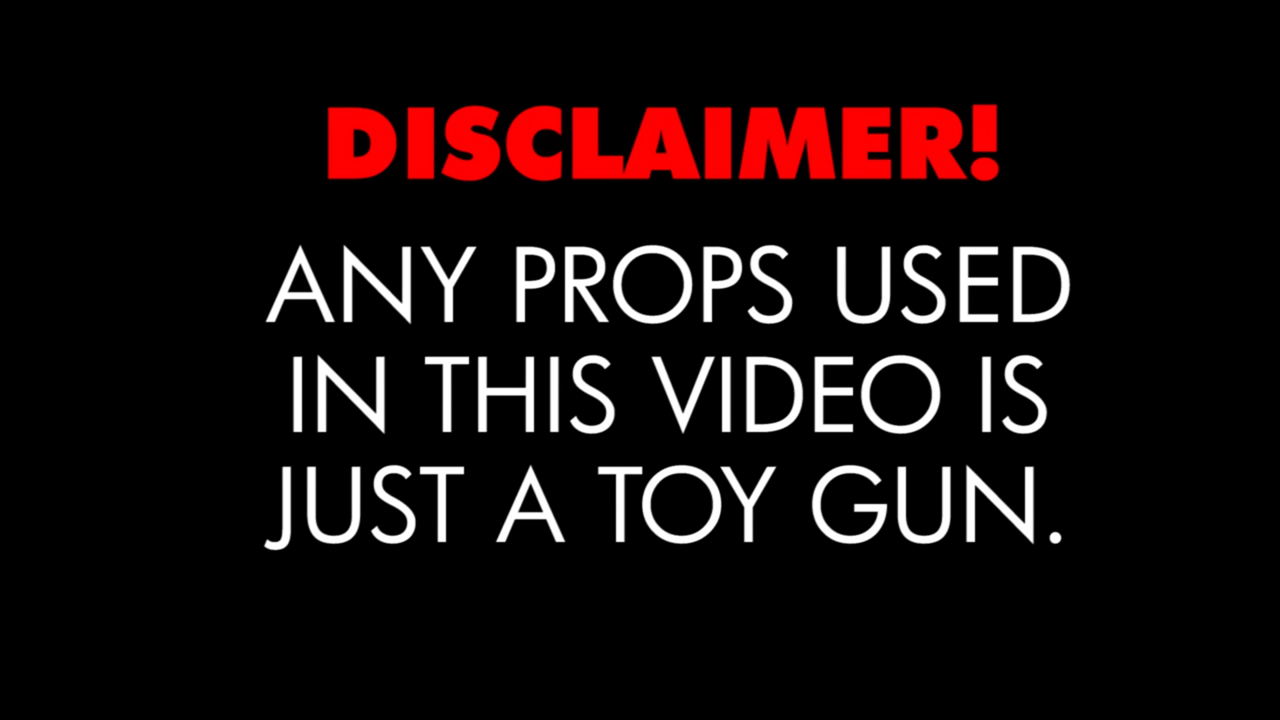 DISCLAIMER!
ANY PROPS USED
IN THIS VIDEO IS
JUST A TOY GUN.